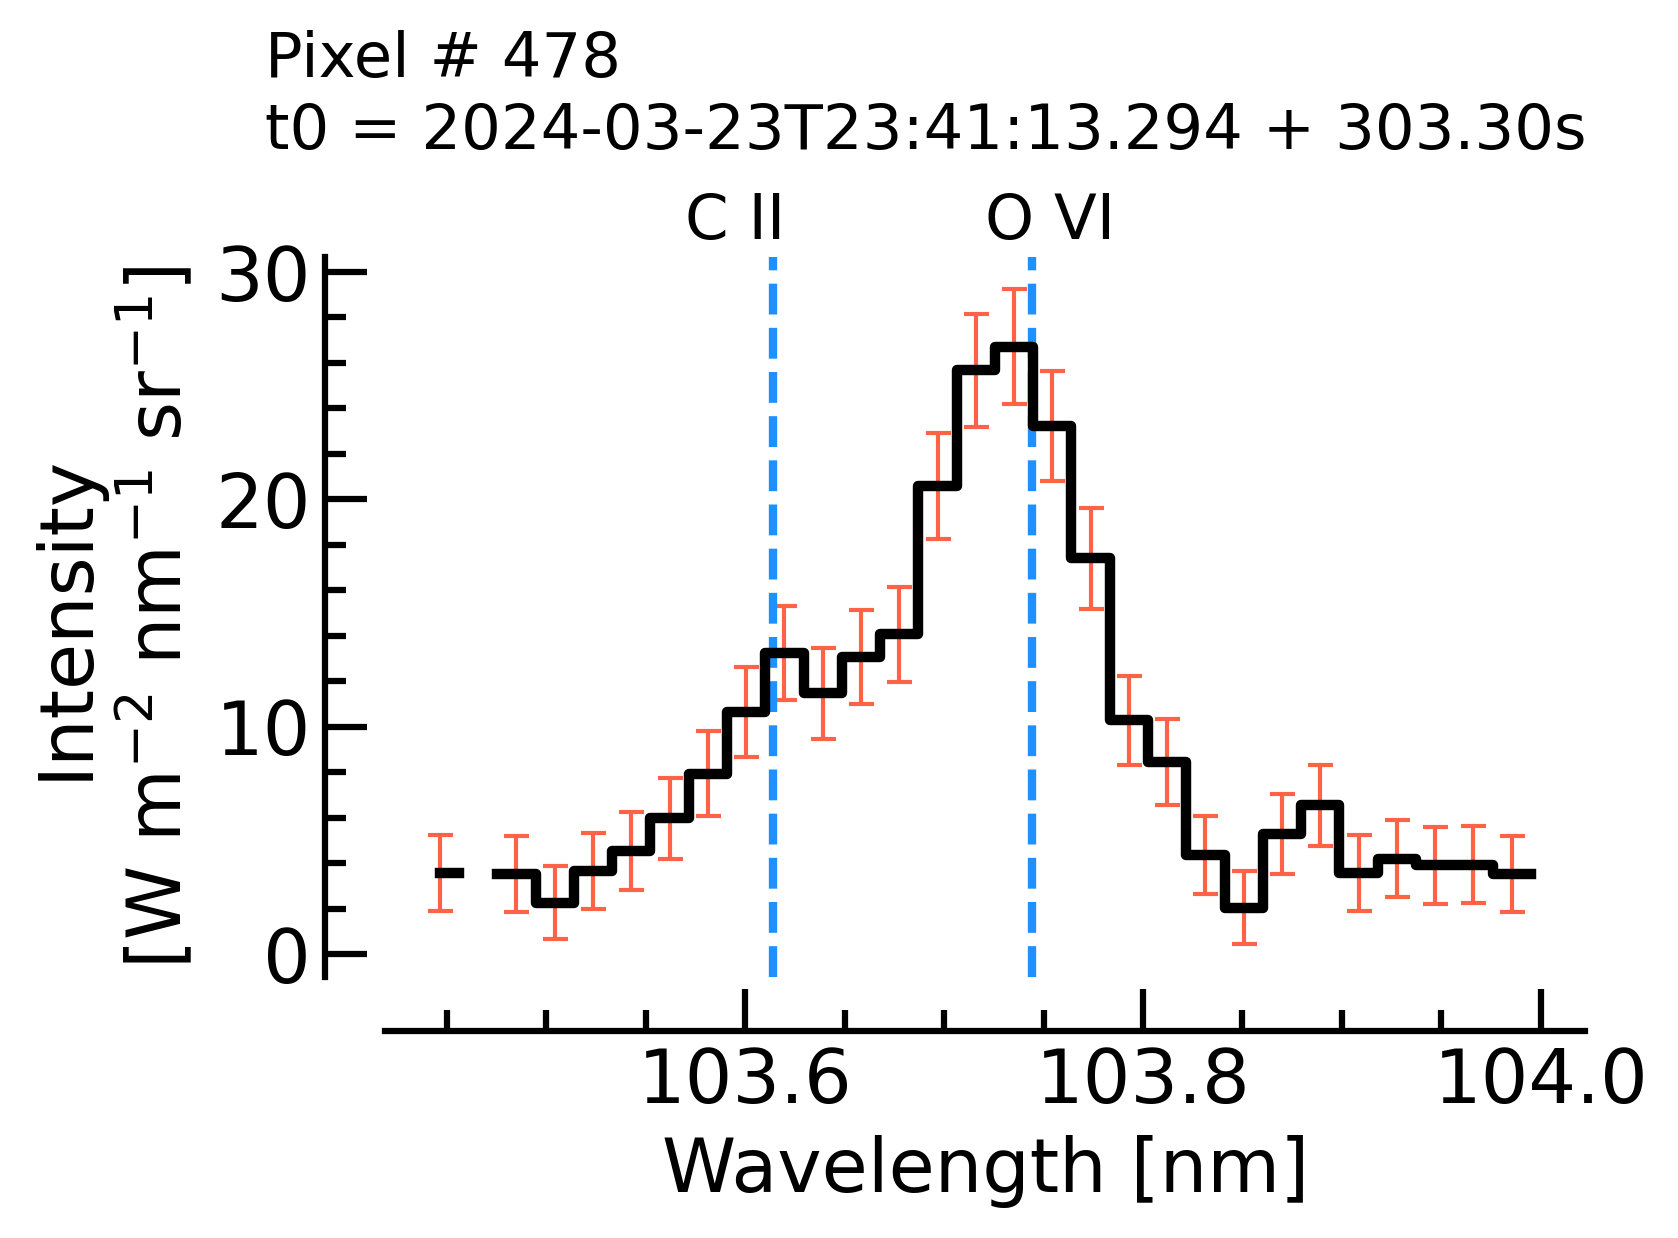 Pixel # 478
t0 = 2024-03-23T23:41:13.294 + 303.30s
C II
O VI
30
20
10
0
Intensity
[W m⁻² nm⁻¹ sr⁻¹]
103.6
103.8
104.0
Wavelength [nm]